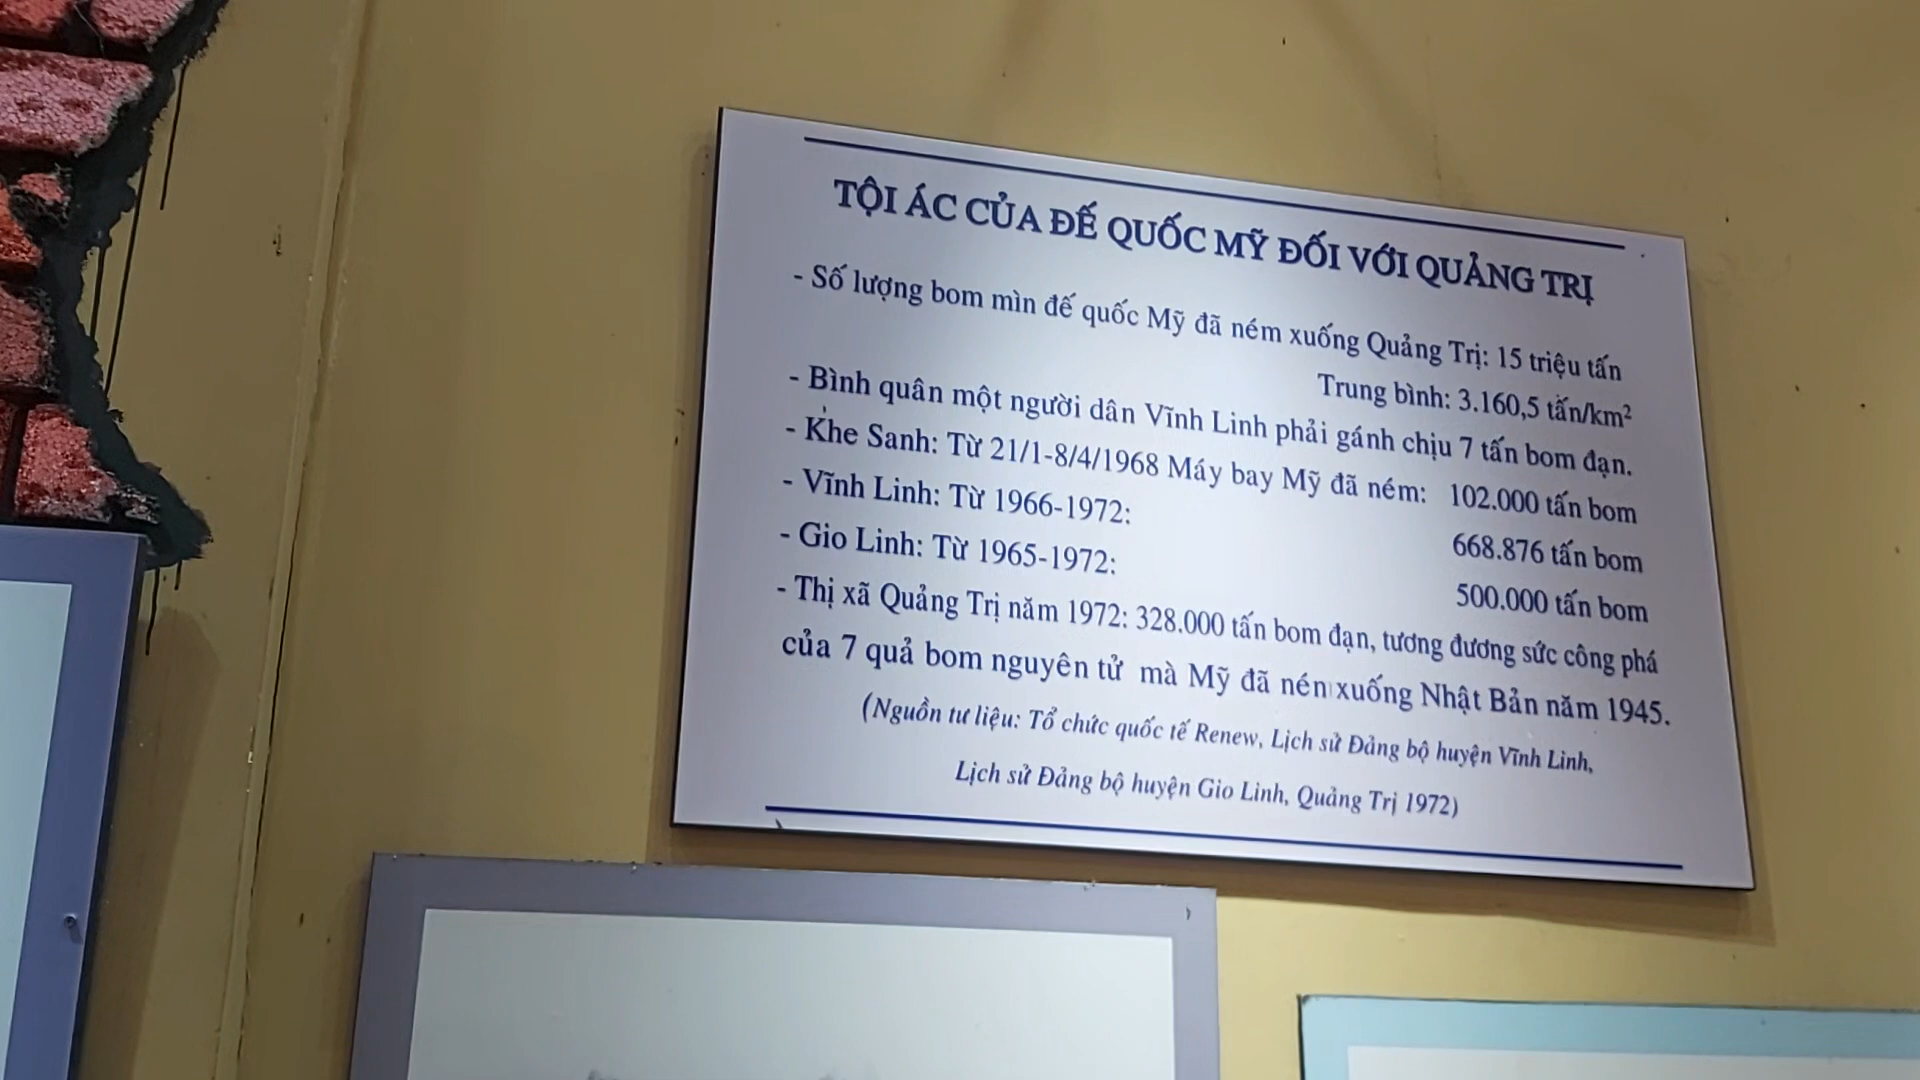 TỘI ÁC CỦA ĐẾ QUỐC MỸ ĐỐI VỚI QUẢNG TRỊ
- Số lượng bom mìn đế quốc Mỹ đã ném xuống Quảng Trị: 15 triệu tấn
Trung bình: 3.160,5 tấn/km²
- Bình quân một người dân Vĩnh Linh phải gánh chịu 7 tấn bom đạn.
- Khe Sanh: Từ 21/1-8/4/1968 Máy bay Mỹ đã ném: 102.000 tấn bom
- Vĩnh Linh: Từ 1966-1972: 668.876 tấn bom
- Gio Linh: Từ 1965-1972: 500.000 tấn bom
- Thị xã Quảng Trị năm 1972: 328.000 tấn bom đạn, tương đương sức công phá
của 7 quả bom nguyên tử mà Mỹ đã nén xuống Nhật Bản năm 1945.
(Nguồn tư liệu: Tổ chức quốc tế Renew, Lịch sử Đảng bộ huyện Vĩnh Linh,
Lịch sử Đảng bộ huyện Gio Linh, Quảng Trị 1972)